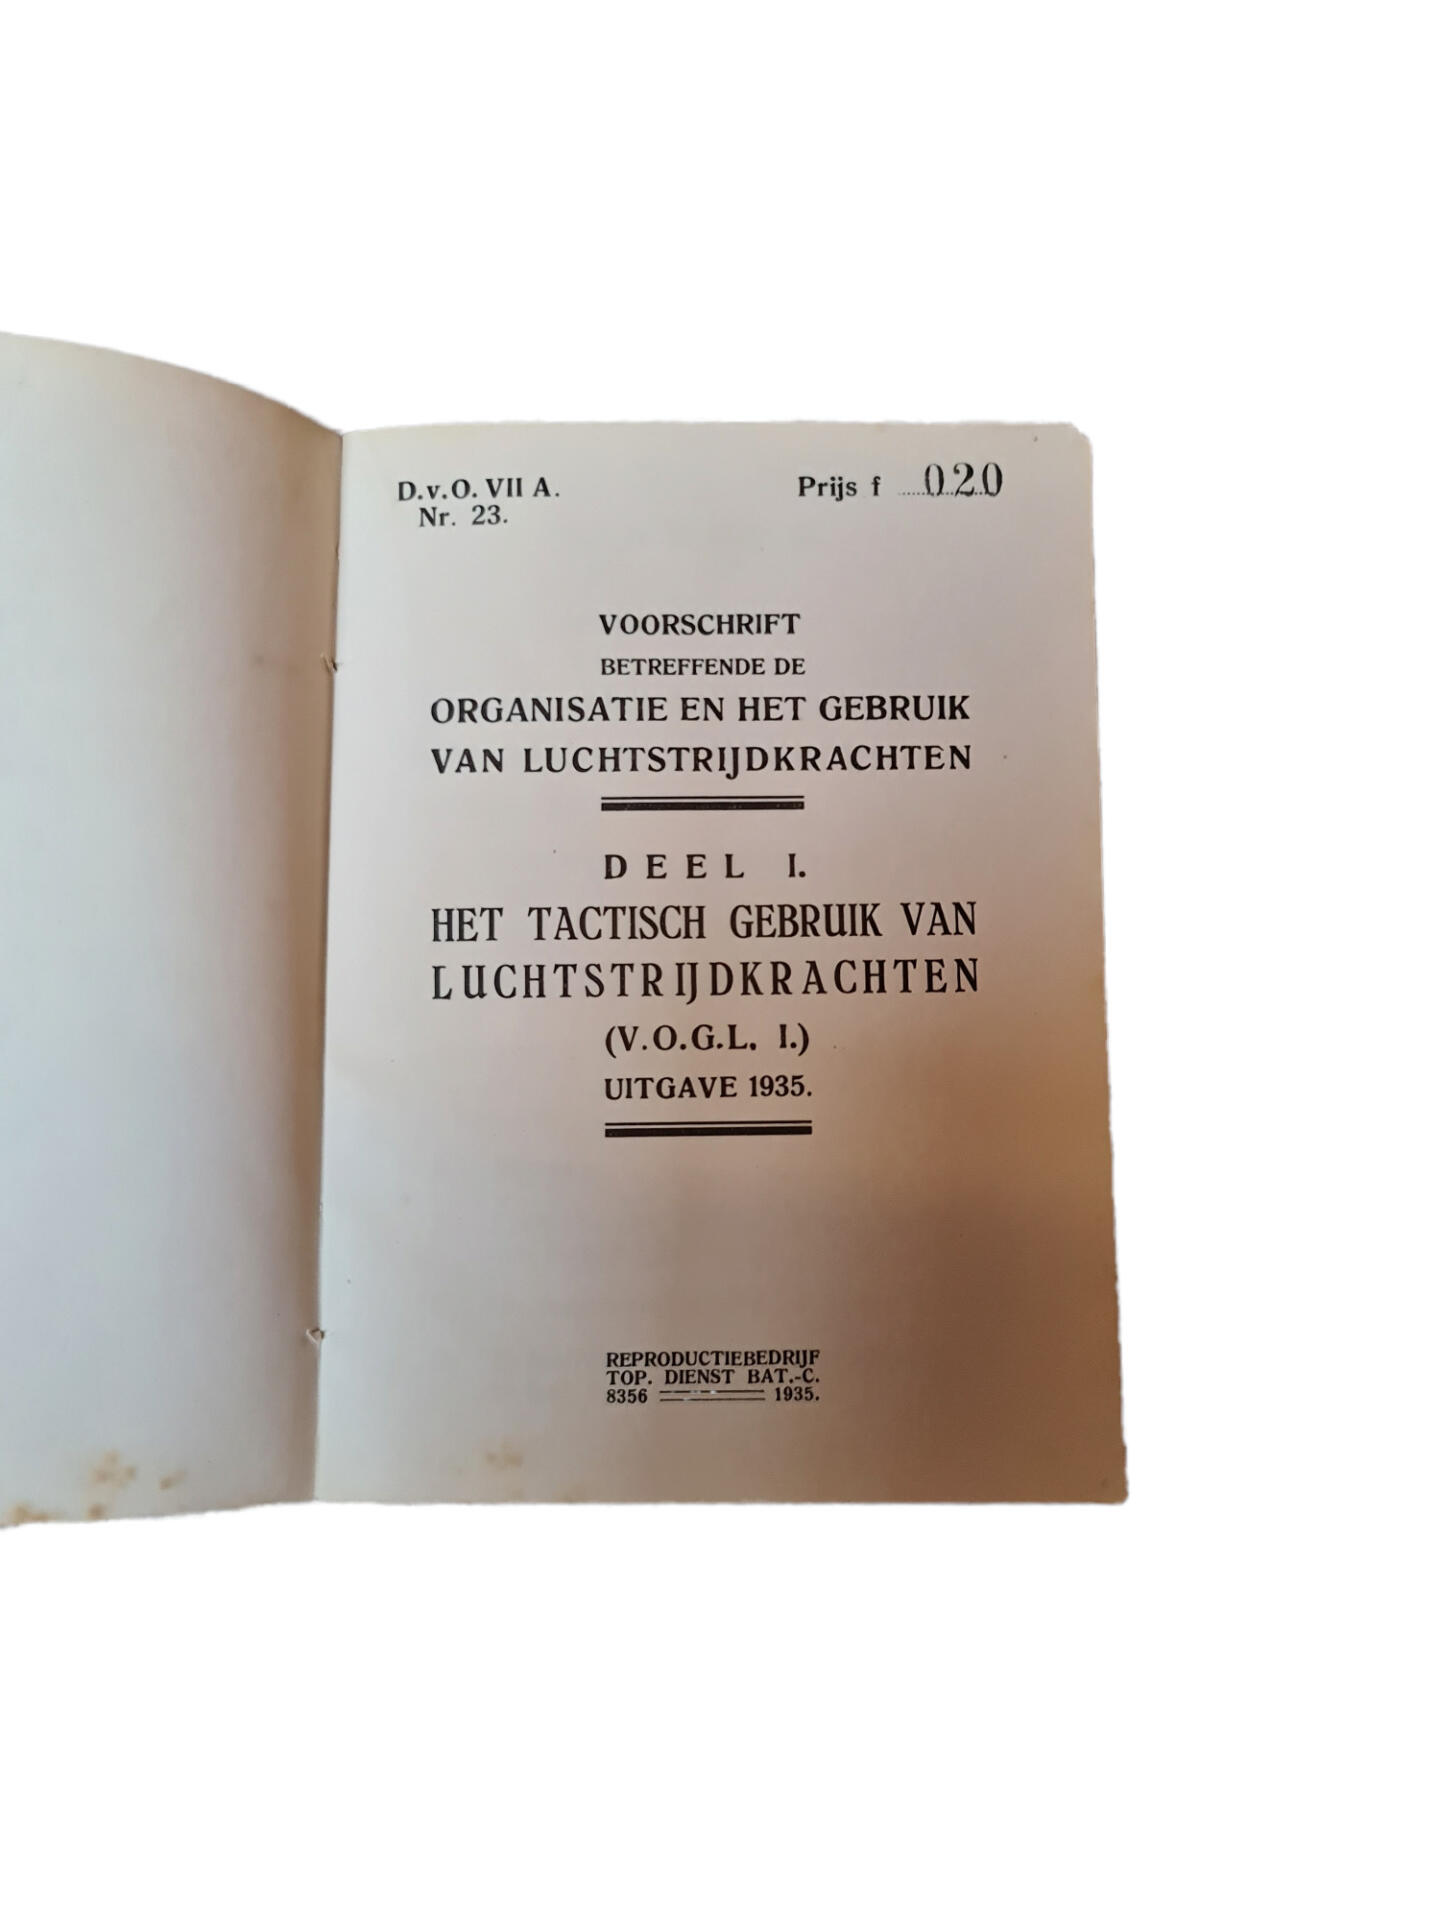 D.v.O. VII A.
Nr. 23.
Prijs f ........020
VOORSCHRIFT
BETREFFENDE DE
ORGANISATIE EN HET GEBRUIK
VAN LUCHTSTRIJDKRACHTEN
DEEL I.
HET TACTISCH GEBRUIK VAN
LUCHTSTRIJDKRACHTEN
(V.O.G.L. I.)
UITGAVE 1935.
REPRODUCTIEBEDRIJF
TOP. DIENST BAT.-C.
8356 1935.